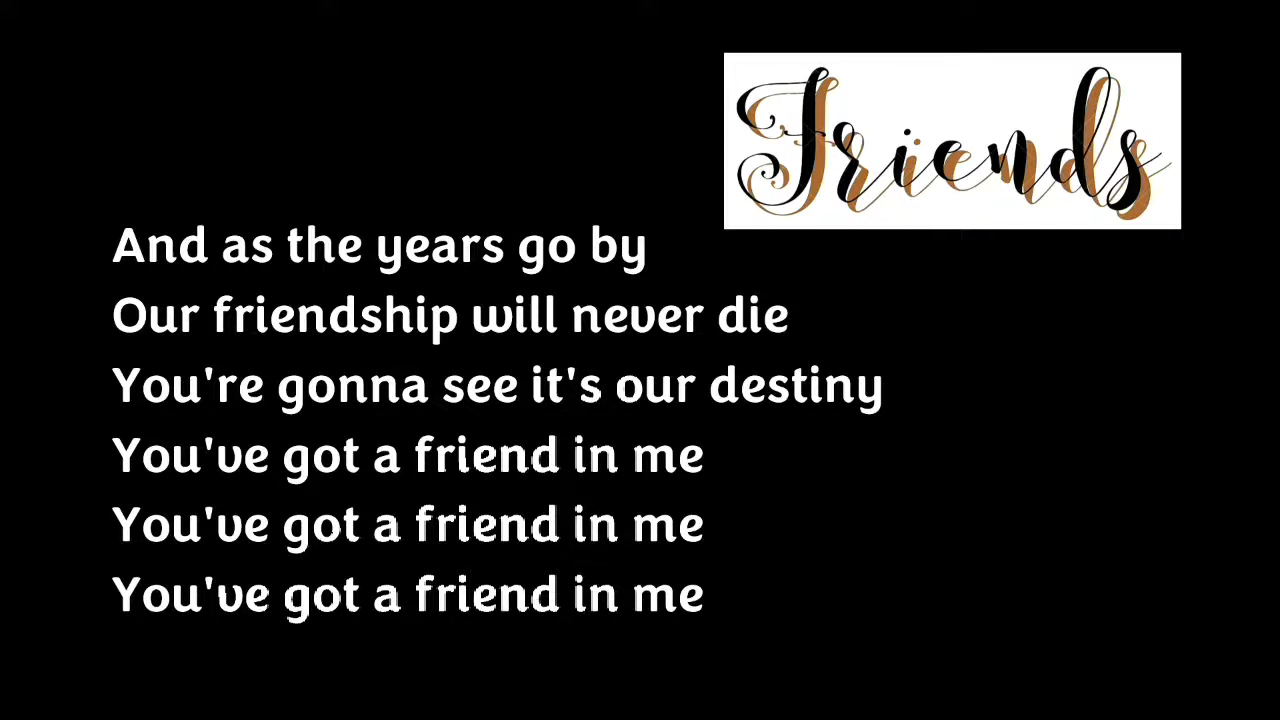 Friends
And as the years go by
Our friendship will never die
You're gonna see it's our destiny
You've got a friend in me
You've got a friend in me
You've got a friend in me